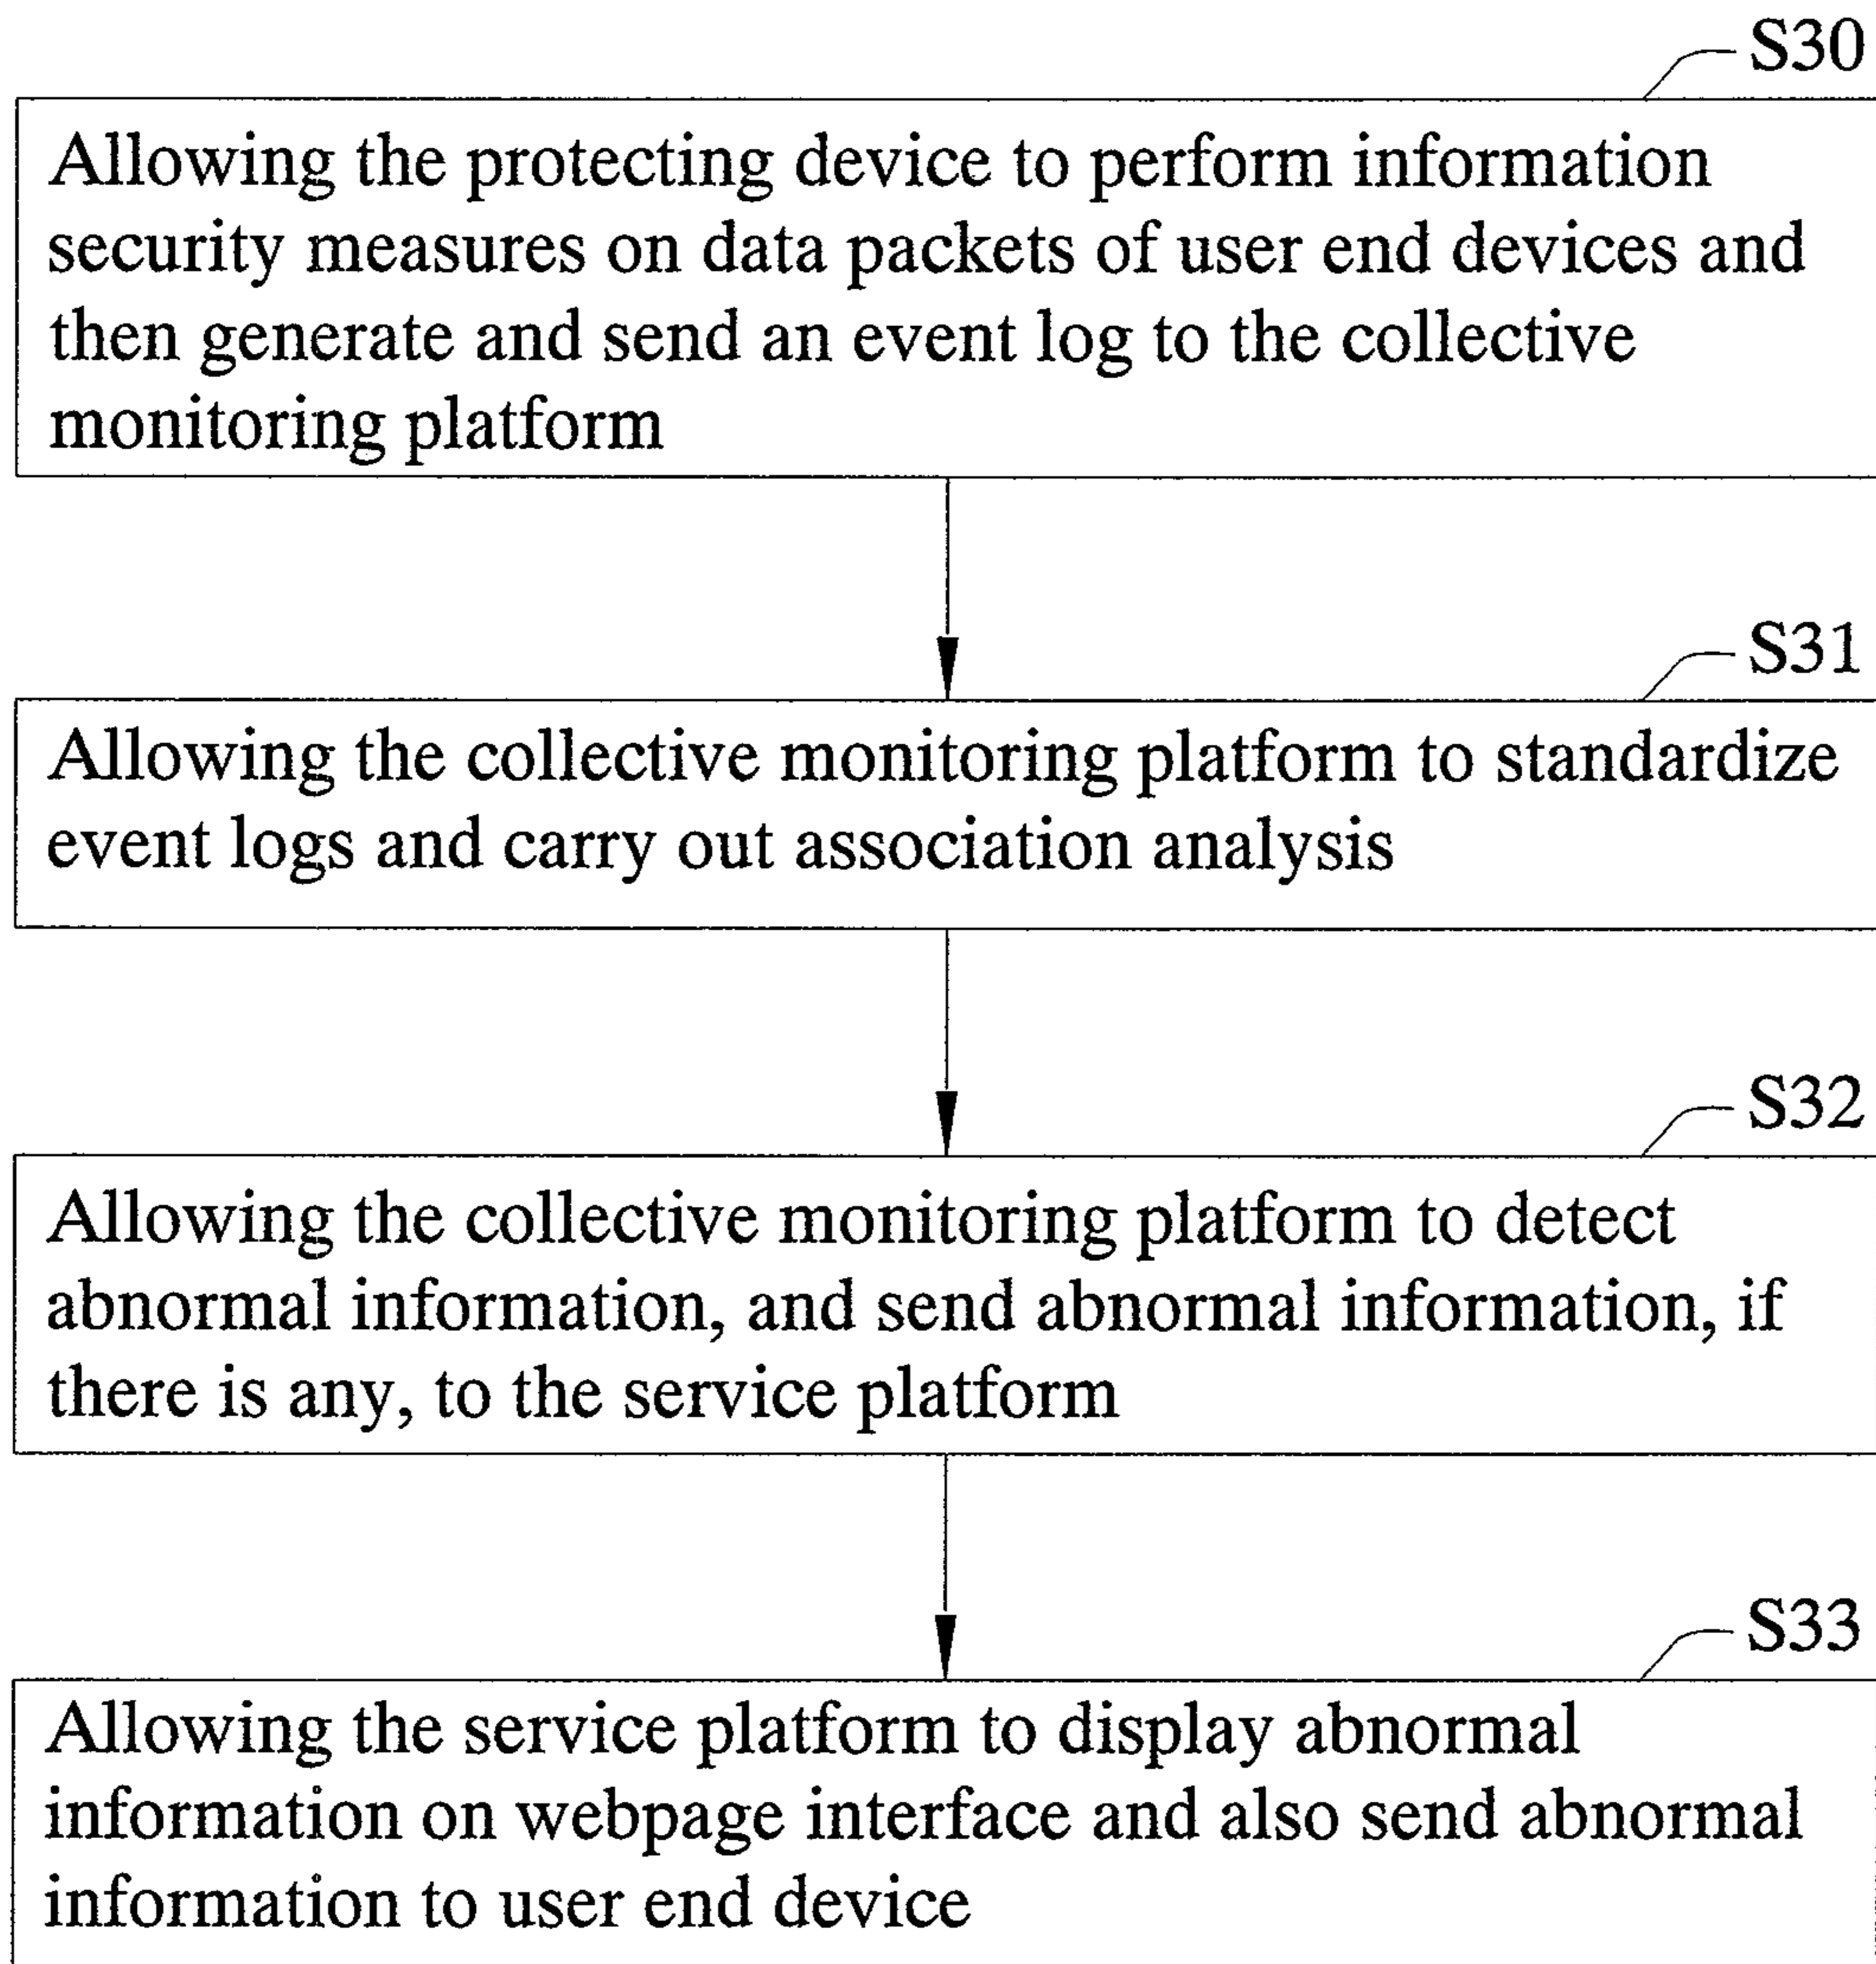 S30
Allowing the protecting device to perform information
security measures on data packets of user end devices and
then generate and send an event log to the collective
monitoring platform
S31
Allowing the collective monitoring platform to standardize
event logs and carry out association analysis
S32
Allowing the collective monitoring platform to detect
abnormal information, and send abnormal information, if
there is any, to the service platform
S33
Allowing the service platform to display abnormal
information on webpage interface and also send abnormal
information to user end device